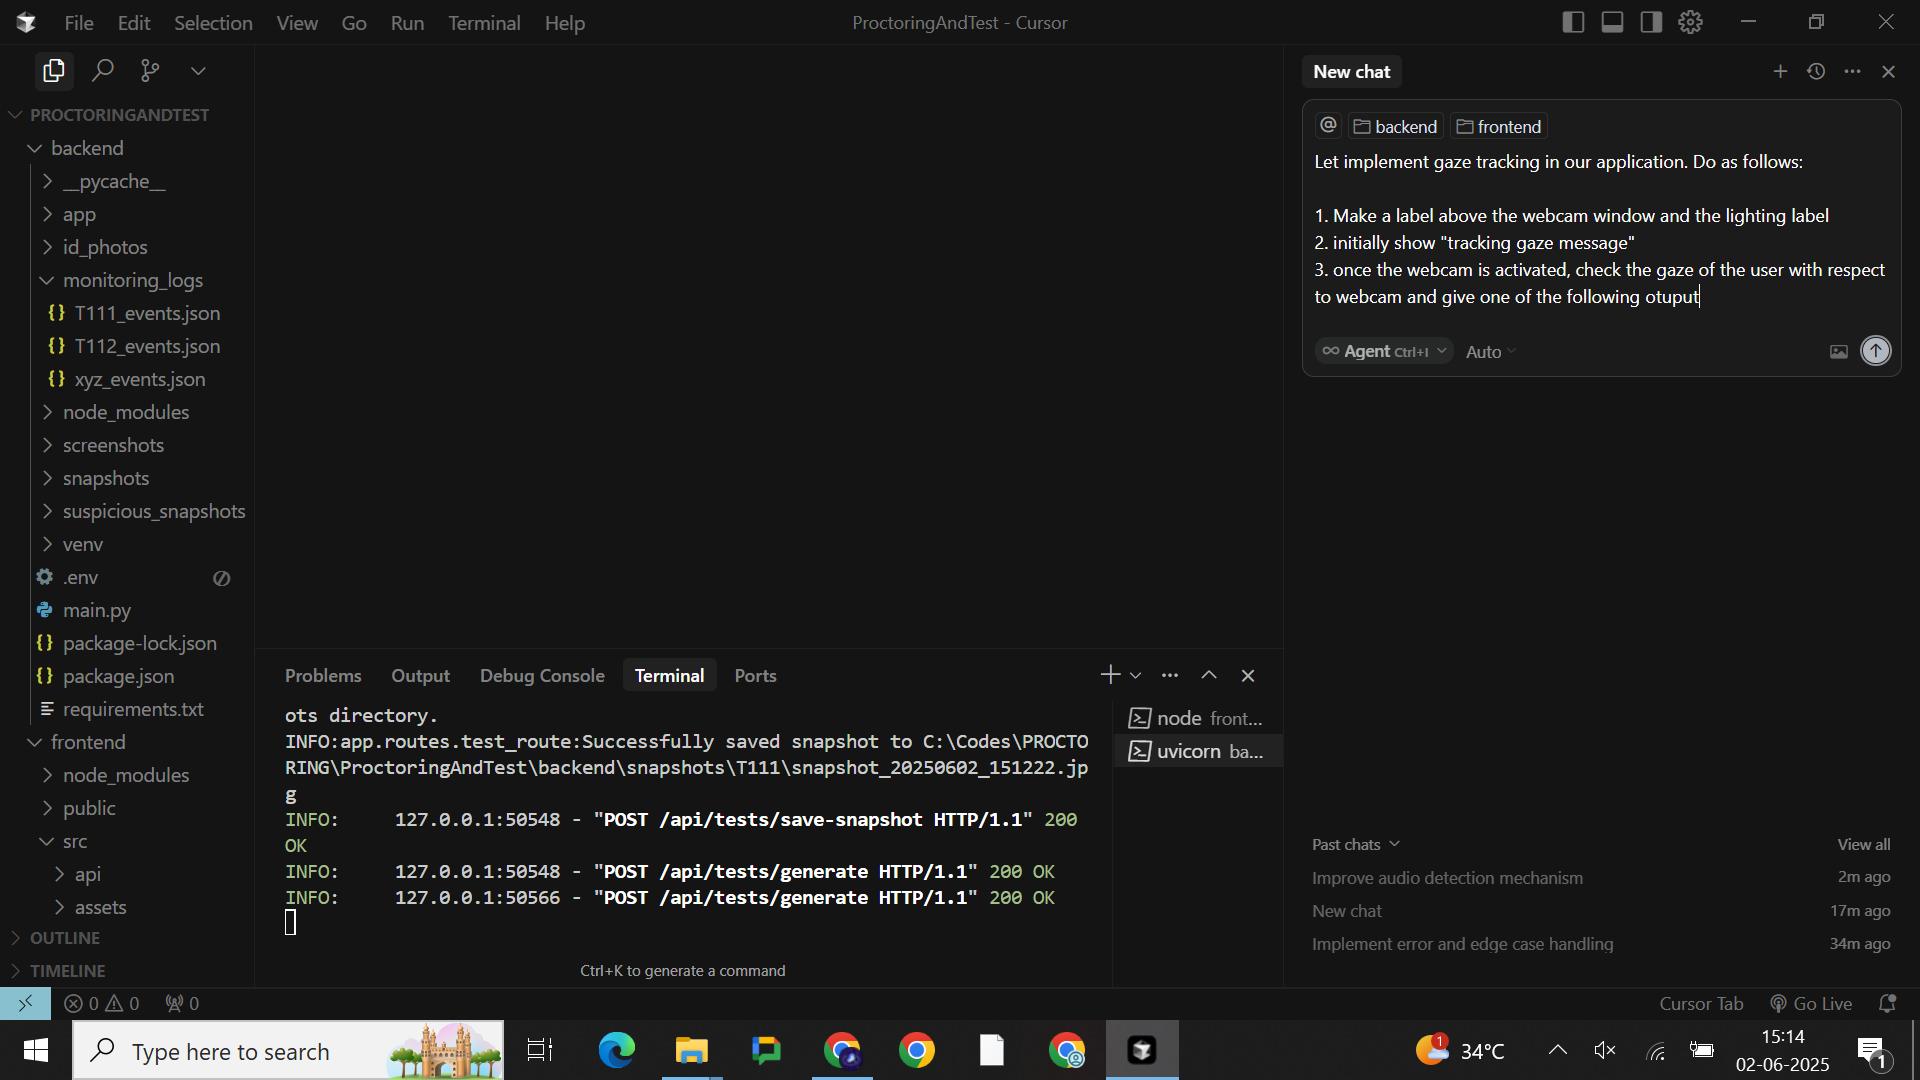 File Edit Selection View Go Run Terminal Help
ProctoringAndTest - Cursor
PROCTORINGANDTEST
backend
__pycache__
app
id_photos
monitoring_logs
{} T111_events.json
{} T112_events.json
{} xyz_events.json
node_modules
screenshots
snapshots
suspicious_snapshots
venv
.env
main.py
{} package-lock.json
{} package.json
requirements.txt
frontend
node_modules
public
src
api
assets
OUTLINE
TIMELINE
Problems Output Debug Console Terminal Ports
ots directory.
INFO:app.routes.test_route:Successfully saved snapshot to C:\Codes\PROCTO
RING\ProctoringAndTest\backend\snapshots\T111\snapshot_20250602_151222.jp
g
INFO: 127.0.0.1:50548 - "POST /api/tests/save-snapshot HTTP/1.1" 200
OK
INFO: 127.0.0.1:50548 - "POST /api/tests/generate HTTP/1.1" 200 OK
INFO: 127.0.0.1:50566 - "POST /api/tests/generate HTTP/1.1" 200 OK
Ctrl+K to generate a command
node front...
uvicorn ba...
New chat
@ backend frontend
Let implement gaze tracking in our application. Do as follows:
1. Make a label above the webcam window and the lighting label
2. initially show "tracking gaze message"
3. once the webcam is activated, check the gaze of the user with respect
to webcam and give one of the following otuput
Agent Ctrl+I Auto
Past chats View all
Improve audio detection mechanism 2m ago
New chat 17m ago
Implement error and edge case handling 34m ago
0 0 0
Cursor Tab Go Live
Type here to search
1
34°C
15:14
02-06-2025
1